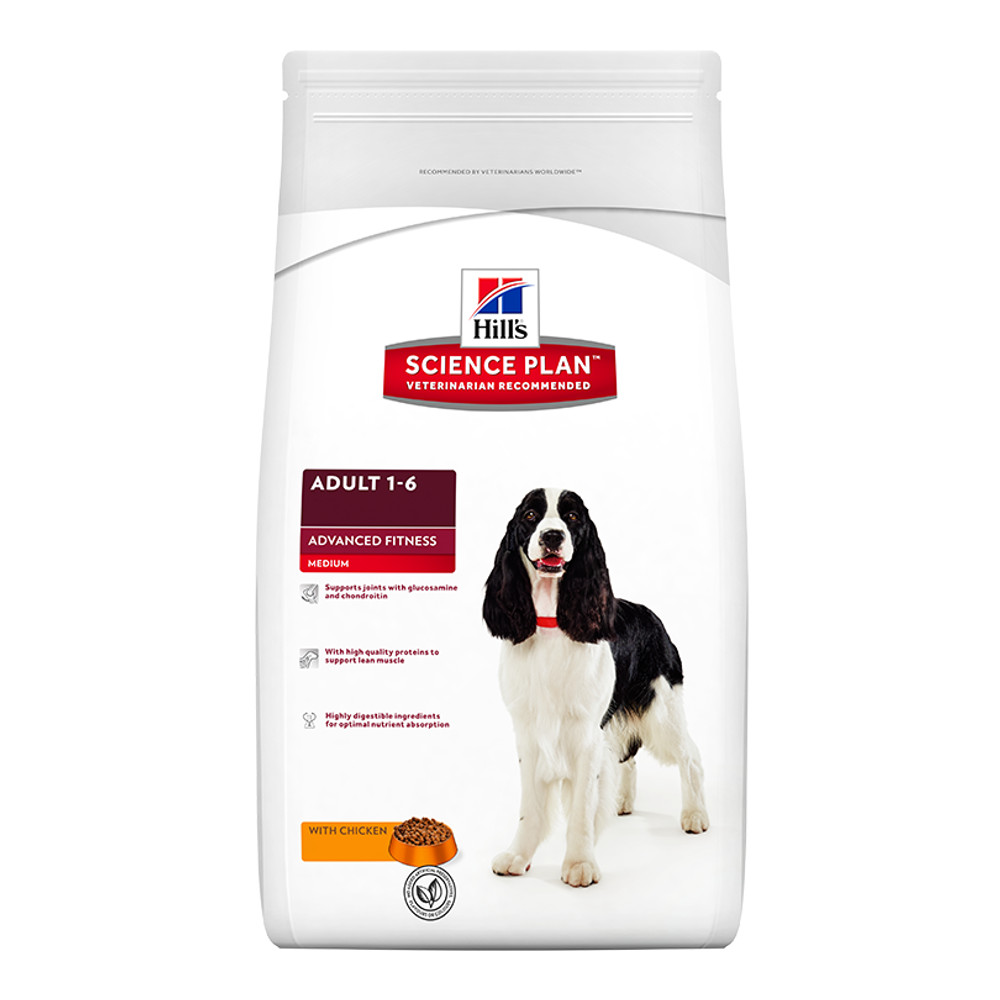 RECOMMENDED BY VETERINARIANS WORLDWIDE™
Hill's
SCIENCE PLAN™
VETERINARIAN RECOMMENDED
ADULT 1-6
ADVANCED FITNESS
MEDIUM
Supports joints with glucosamine
and chondroitin
With high quality proteins to
support lean muscle
Highly digestible ingredients
for optimal nutrient absorption
WITH CHICKEN